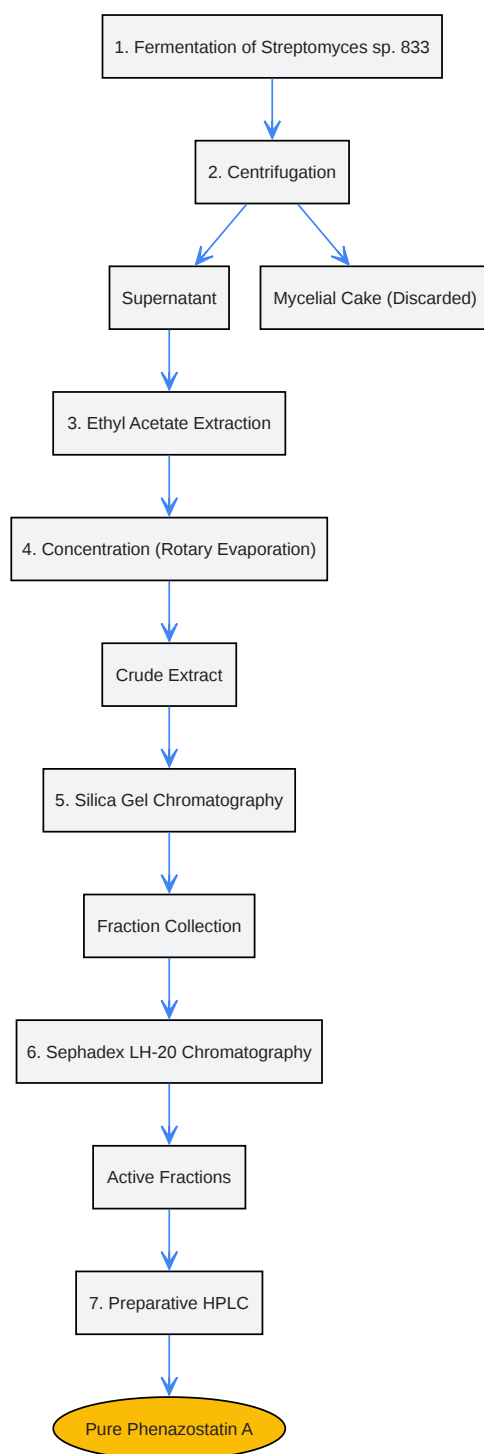 1. Fermentation of Streptomyces sp. 833
2. Centrifugation
Supernatant
Mycelial Cake (Discarded)
3. Ethyl Acetate Extraction
4. Concentration (Rotary Evaporation)
Crude Extract
5. Silica Gel Chromatography
Fraction Collection
6. Sephadex LH-20 Chromatography
Active Fractions
7. Preparative HPLC
Pure Phenazostatin A